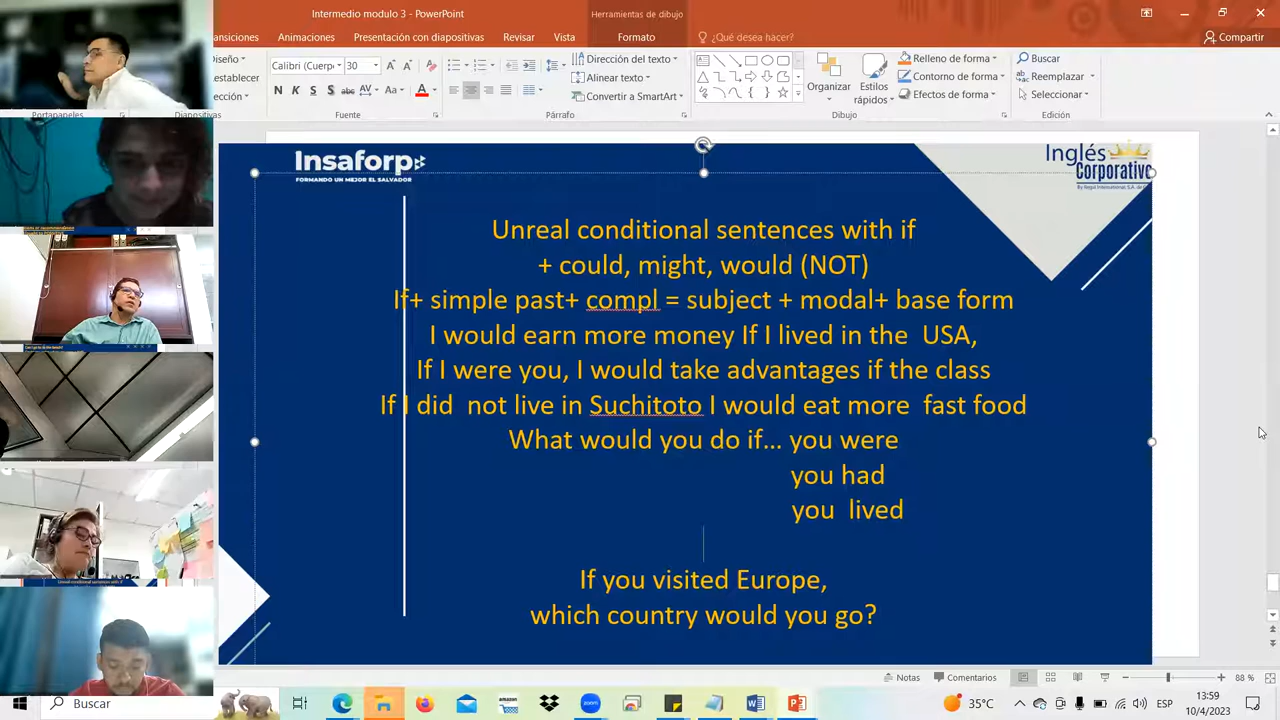 Intermedio modulo 3 - PowerPoint
Herramientas de dibujo
Animaciones
Presentación con diapositivas
Revisar
Vista
Formato
¿Qué desea hacer?
Compartir
Calibri (Cuerp
30
Dirección del texto
Alinear texto
Convertir a SmartArt
Organizar
Estilos
rápidos
Relleno de forma
Contorno de forma
Efectos de forma
Buscar
Reemplazar
Seleccionar
Portapapeles
Diapositivas
Fuente
Párrafo
Dibujo
Edición
Insaforp
FORMANDO UN MEJOR EL SALVADOR
Inglés
Corporativo
Unreal conditional sentences with if
+ could, might, would (NOT)
If+ simple past+ compl = subject + modal+ base form
I would earn more money If I lived in the USA,
If I were you, I would take advantages if the class
If I did not live in Suchitoto I would eat more fast food
What would you do if... you were
you had
you lived
If you visited Europe,
which country would you go?
Notas
Comentarios
88 %
Buscar
35°C
ESP
13:59
10/4/2023